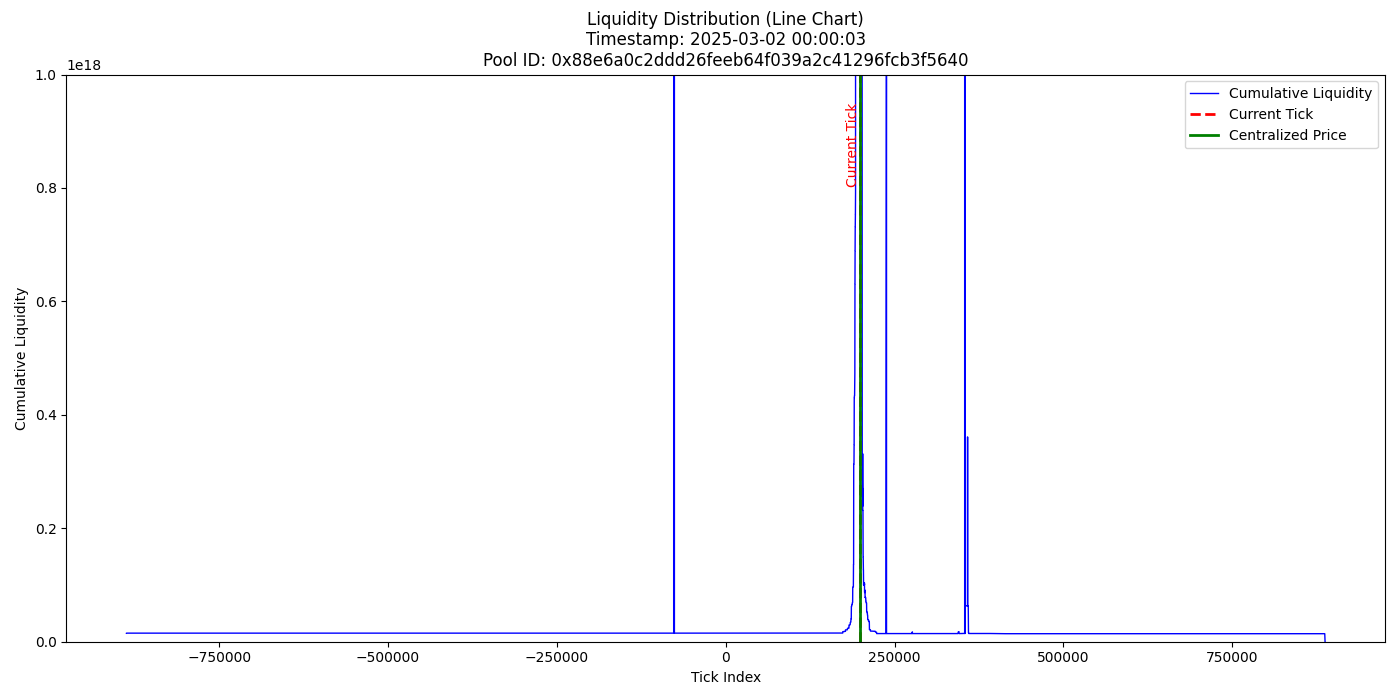 Liquidity Distribution (Line Chart)
Timestamp: 2025-03-02 00:00:03
Pool ID: 0x88e6a0c2ddd26feeb64f039a2c41296fcb3f5640
1e18
1.0
0.8
0.6
0.4
0.2
0.0
Cumulative Liquidity
Current Tick
Cumulative Liquidity
Current Tick
Centralized Price
−750000 −500000 −250000 0 250000 500000 750000
Tick Index